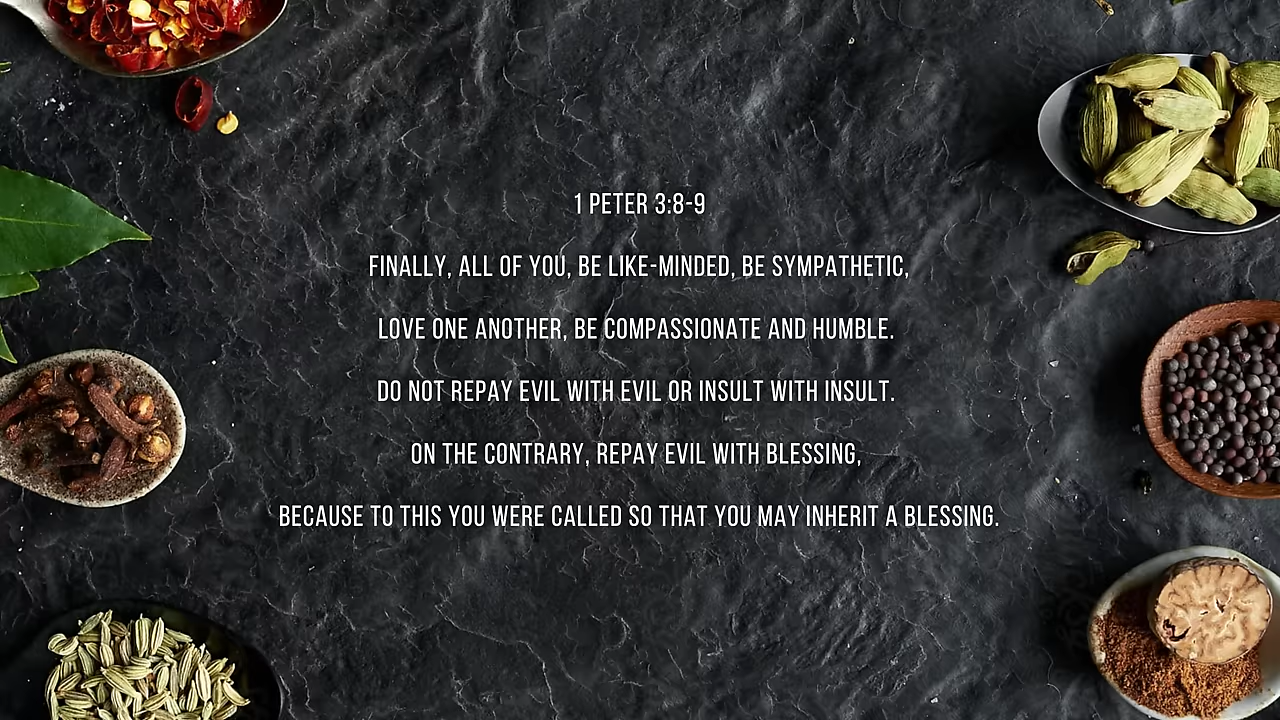 1 PETER 3:8-9
FINALLY, ALL OF YOU, BE LIKE-MINDED, BE SYMPATHETIC,
LOVE ONE ANOTHER, BE COMPASSIONATE AND HUMBLE.
DO NOT REPAY EVIL WITH EVIL OR INSULT WITH INSULT.
ON THE CONTRARY, REPAY EVIL WITH BLESSING,
BECAUSE TO THIS YOU WERE CALLED SO THAT YOU MAY INHERIT A BLESSING.